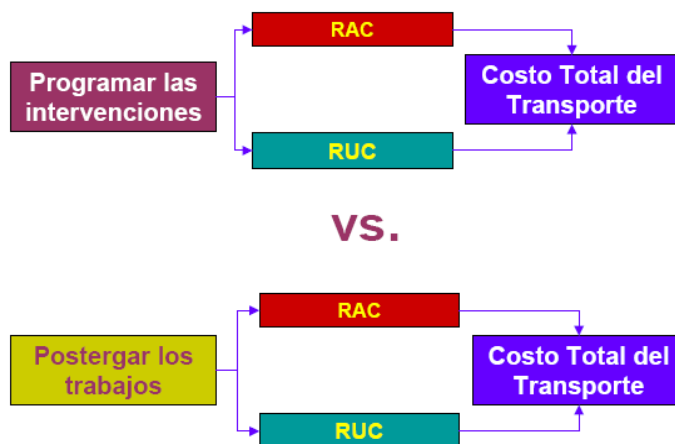 RAC
Programar las
intervenciones
Costo Total del
Transporte
RUC
vs.
RAC
Postergar los
trabajos
Costo Total del
Transporte
RUC